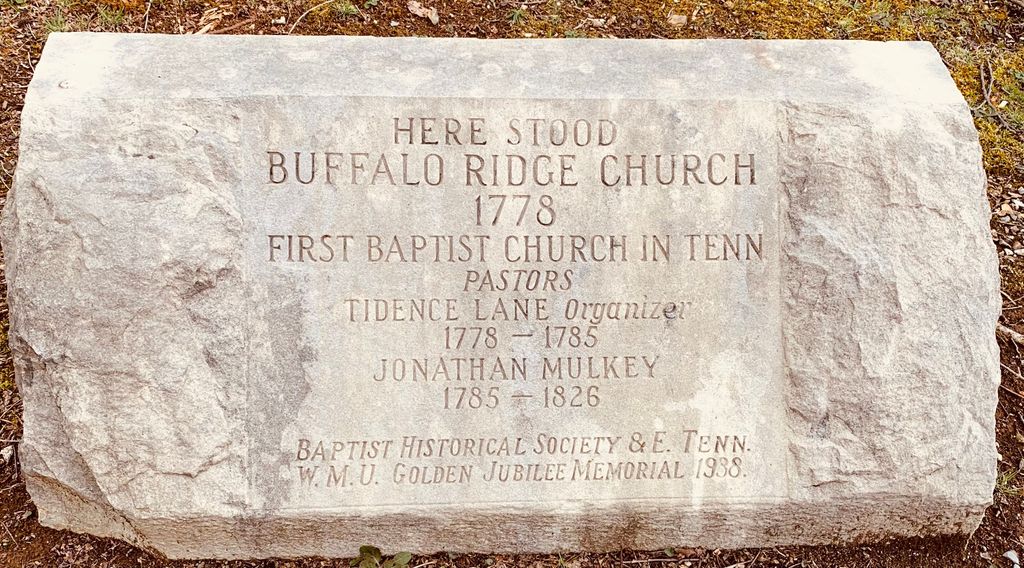 HERE STOOD
BUFFALO RIDGE CHURCH
1778
FIRST BAPTIST CHURCH IN TENN
PASTORS
TIDENCE LANE Organizer
1778 — 1785
JONATHAN MULKEY
1785 — 1826
BAPTIST HISTORICAL SOCIETY & E. TENN.
W. M. U. GOLDEN JUBILEE MEMORIAL 1938.